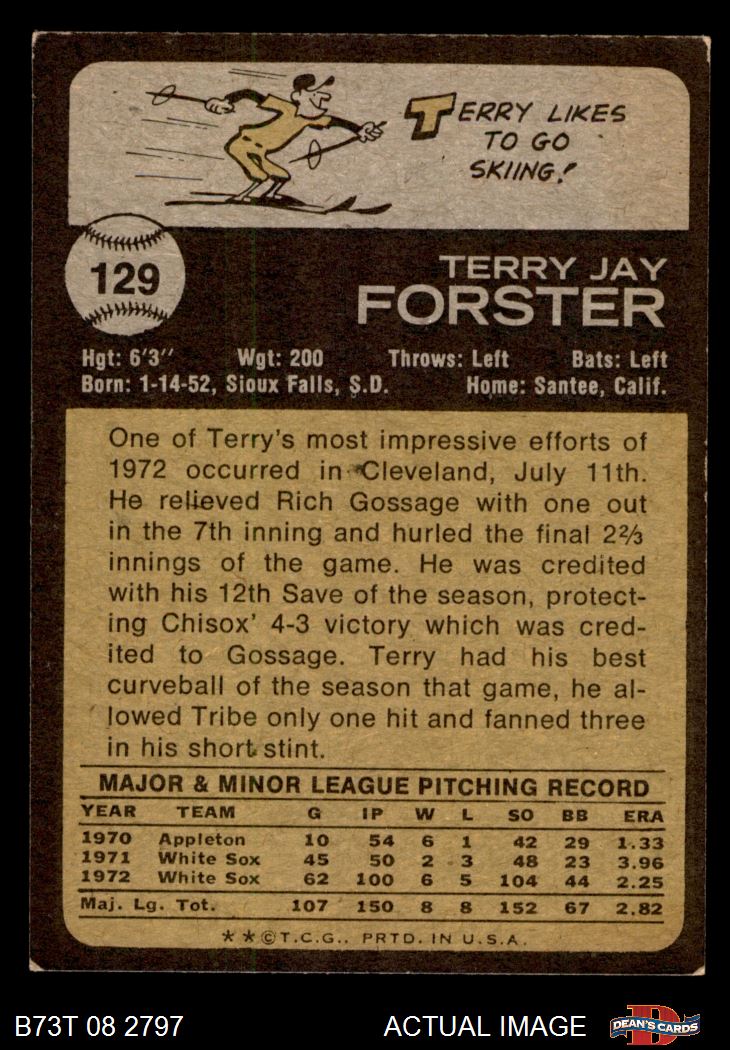 TERRY LIKES
TO GO
SKIING!
129
TERRY JAY
FORSTER
Hgt: 6'3" Wgt: 200 Throws: Left Bats: Left
Born: 1-14-52, Sioux Falls, S.D. Home: Santee, Calif.
One of Terry's most impressive efforts of
1972 occurred in Cleveland, July 11th.
He relieved Rich Gossage with one out
in the 7th inning and hurled the final 2⅔
innings of the game. He was credited
with his 12th Save of the season, protect-
ing Chisox' 4-3 victory which was cred-
ited to Gossage. Terry had his best
curveball of the season that game, he al-
lowed Tribe only one hit and fanned three
in his short stint.
MAJOR & MINOR LEAGUE PITCHING RECORD
YEAR TEAM G IP W L SO BB ERA
1970 Appleton 10 54 6 1 42 29 1.33
1971 White Sox 45 50 2 3 48 23 3.96
1972 White Sox 62 100 6 5 104 44 2.25
Maj. Lg. Tot. 107 150 8 8 152 67 2.82
**©T.C.G.. PRTD. IN U.S.A.
B73T 08 2797 ACTUAL IMAGE DEAN'S CARDS